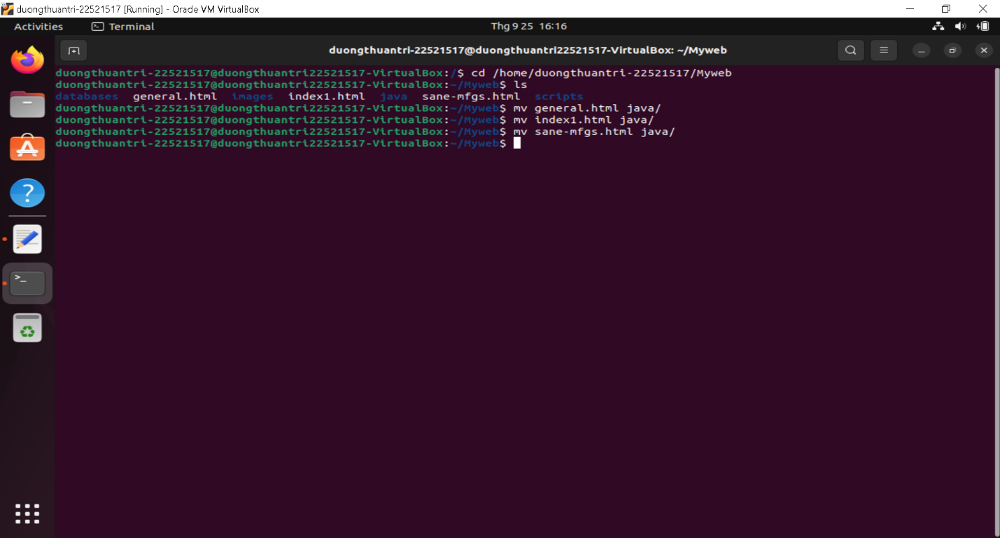 duongthuantri-22521517 [Running] - Oracle VM VirtualBox
Activities Terminal Thg 9 25 16:16
duongthuantri-22521517@duongthuantri22521517-VirtualBox: ~/Myweb
duongthuantri-22521517@duongthuantri22521517-VirtualBox:/$ cd /home/duongthuantri-22521517/Myweb
duongthuantri-22521517@duongthuantri22521517-VirtualBox:~/Myweb$ ls
databases general.html images index1.html java sane-mfgs.html scripts
duongthuantri-22521517@duongthuantri22521517-VirtualBox:~/Myweb$ mv general.html java/
duongthuantri-22521517@duongthuantri22521517-VirtualBox:~/Myweb$ mv index1.html java/
duongthuantri-22521517@duongthuantri22521517-VirtualBox:~/Myweb$ mv sane-mfgs.html java/
duongthuantri-22521517@duongthuantri22521517-VirtualBox:~/Myweb$